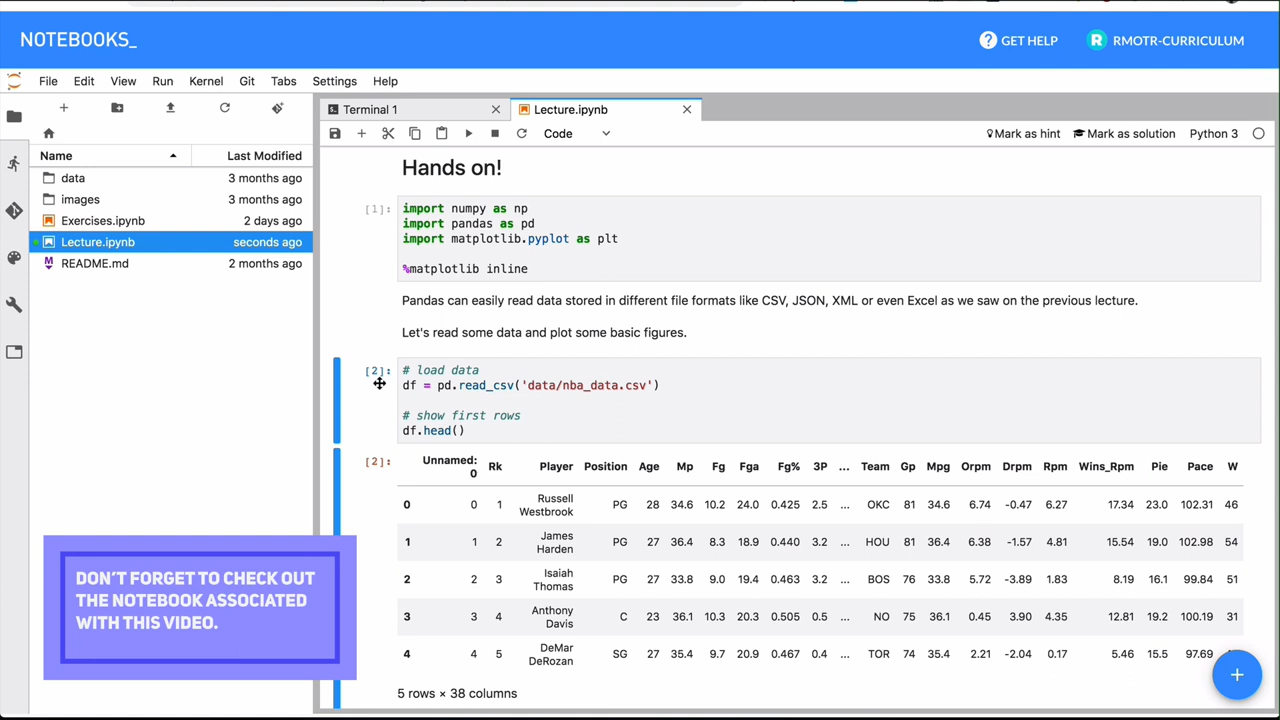 NOTEBOOKS_
GET HELP
R RMOTR-CURRICULUM
File Edit View Run Kernel Git Tabs Settings Help
Terminal 1
Lecture.ipynb
Code
Mark as hint
Mark as solution
Python 3
Name Last Modified
data 3 months ago
images 3 months ago
Exercises.ipynb 2 days ago
Lecture.ipynb seconds ago
README.md 2 months ago
Hands on!
[1]: import numpy as np
import pandas as pd
import matplotlib.pyplot as plt
%matplotlib inline
Pandas can easily read data stored in different file formats like CSV, JSON, XML or even Excel as we saw on the previous lecture.
Let's read some data and plot some basic figures.
[2]: # load data
df = pd.read_csv('data/nba_data.csv')
# show first rows
df.head()
[2]: Unnamed: 0 Rk Player Position Age Mp Fg Fga Fg% 3P ... Team Gp Mpg Orpm Drpm Rpm Wins_Rpm Pie Pace W
0 0 1 Russell Westbrook PG 28 34.6 10.2 24.0 0.425 2.5 ... OKC 81 34.6 6.74 -0.47 6.27 17.34 23.0 102.31 46
1 1 2 James Harden PG 27 36.4 8.3 18.9 0.440 3.2 ... HOU 81 36.4 6.38 -1.57 4.81 15.54 19.0 102.98 54
2 2 3 Isaiah Thomas PG 27 33.8 9.0 19.4 0.463 3.2 ... BOS 76 33.8 5.72 -3.89 1.83 8.19 16.1 99.84 51
3 3 4 Anthony Davis C 23 36.1 10.3 20.3 0.505 0.5 ... NO 75 36.1 0.45 3.90 4.35 12.81 19.2 100.19 31
4 4 5 DeMar DeRozan SG 27 35.4 9.7 20.9 0.467 0.4 ... TOR 74 35.4 2.21 -2.04 0.17 5.46 15.5 97.69
5 rows × 38 columns
DON'T FORGET TO CHECK OUT
THE NOTEBOOK ASSOCIATED
WITH THIS VIDEO.